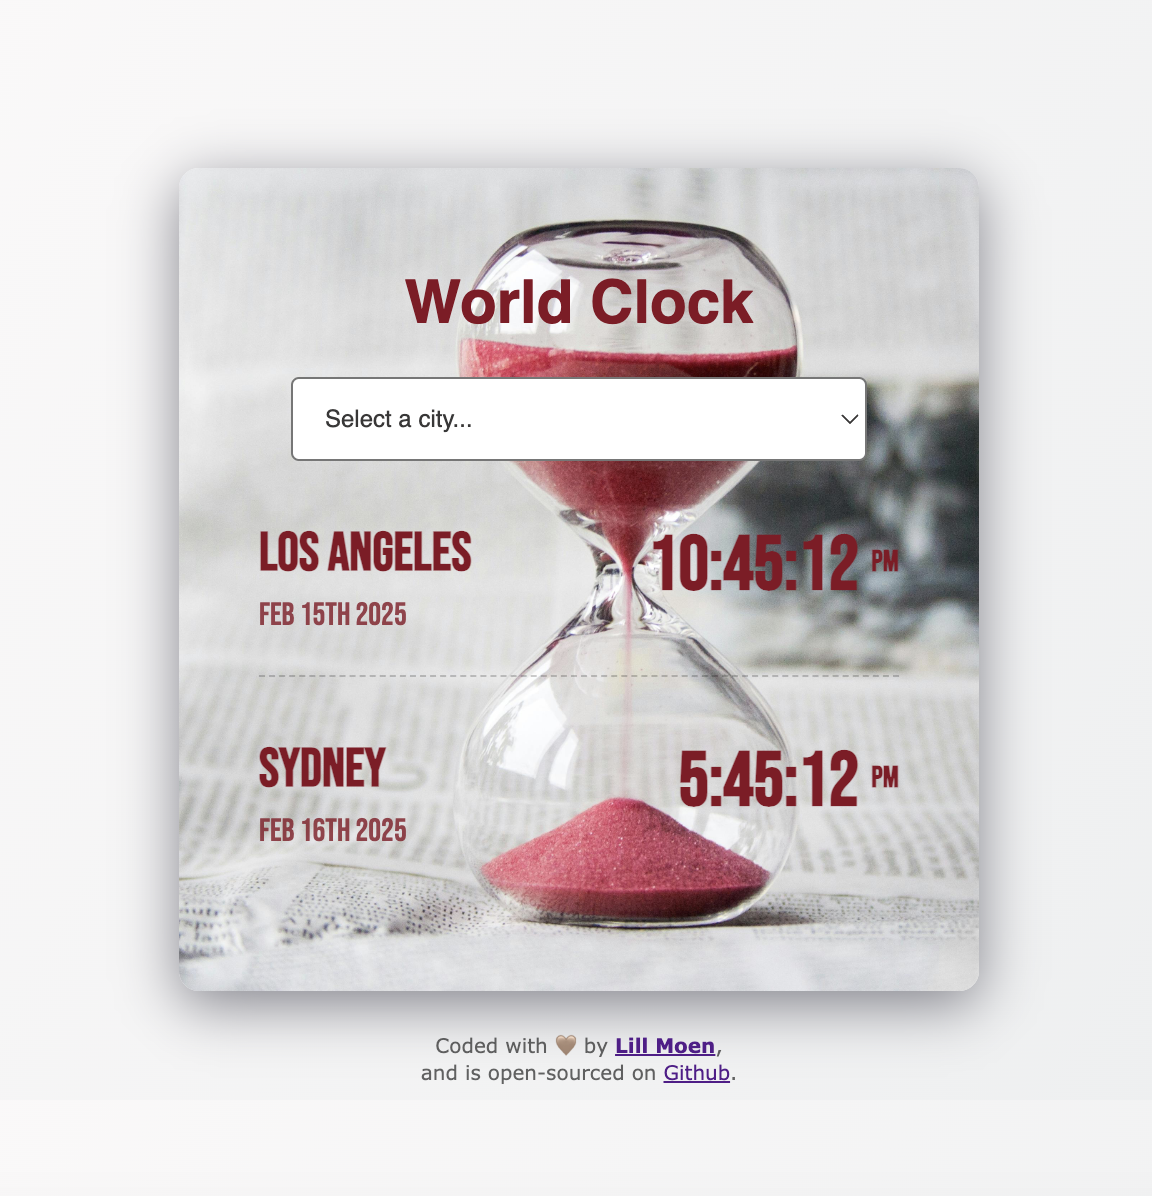 World Clock
Select a city...
LOS ANGELES
10:45:12 PM
FEB 15TH 2025
SYDNEY
5:45:12 PM
FEB 16TH 2025
Coded with 🤎 by Lill Moen,
and is open-sourced on Github.